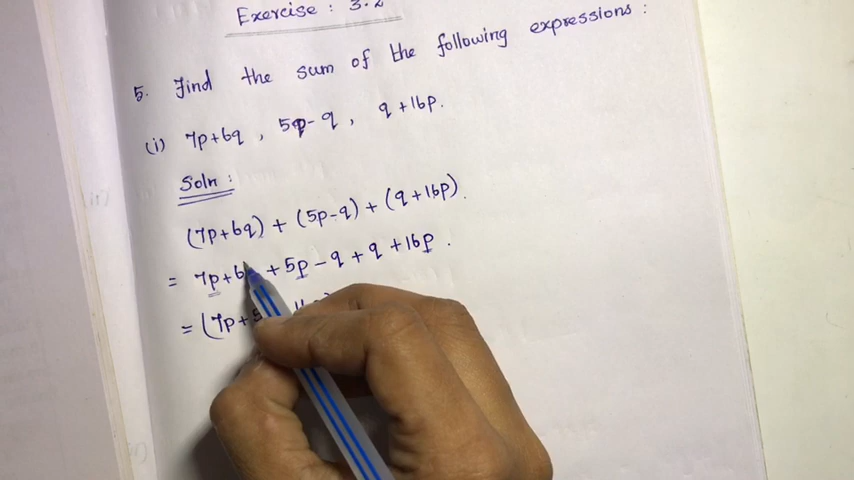 Exercise : 3.2
5. Find the sum of the following expressions :
(i) 7p+6q , 5p- q , q +16p.
Soln :
(7p+6q) + (5p-q) + (q +16p).
= 7p+6 +5p - q + q +16p .
= (7p+5